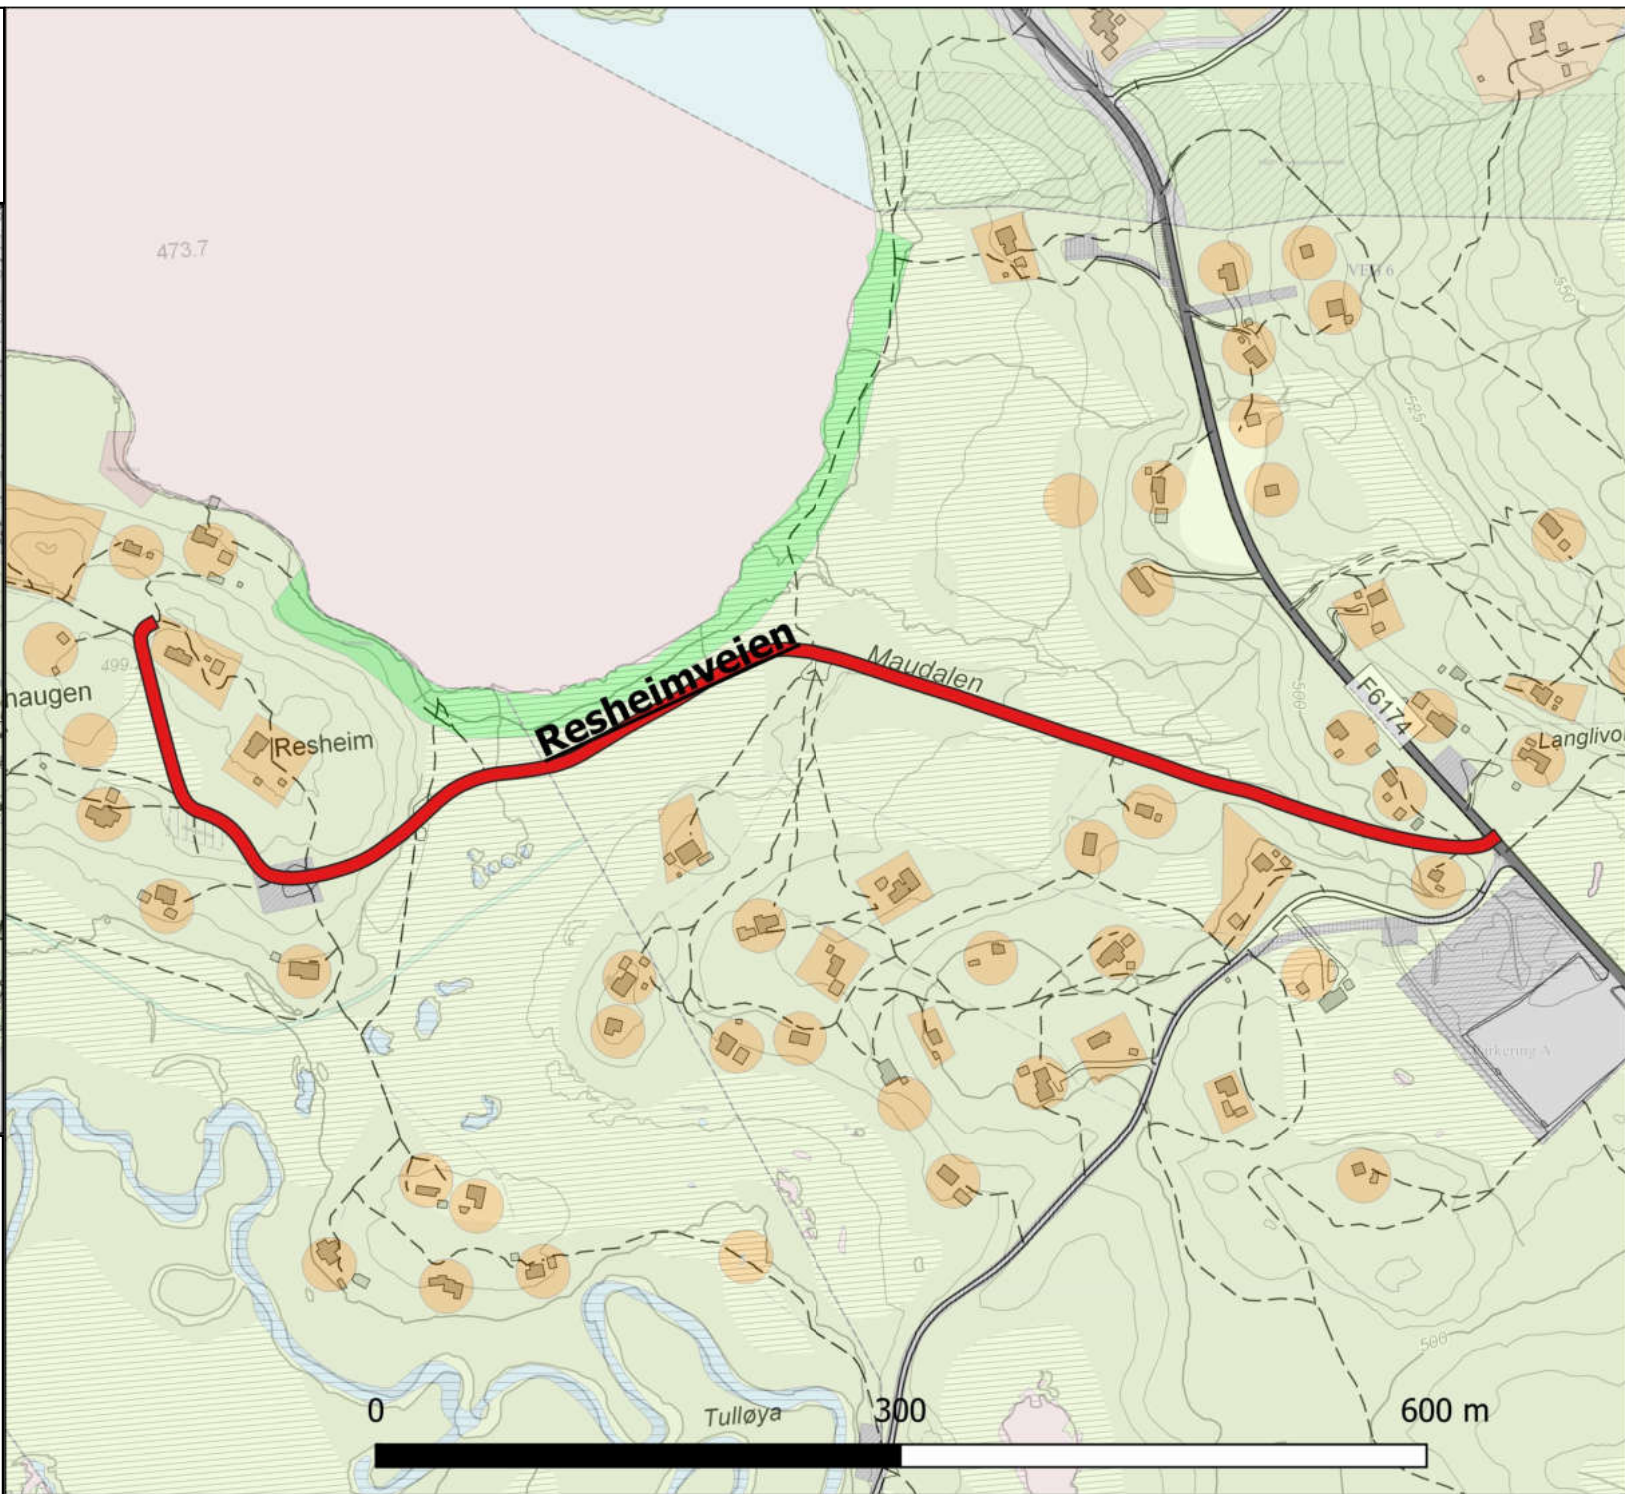 473.7
VEG 6
550
525
499.
haugen
Resheim
Resheimveien
Maudalen
500
F6174
Langlivo
Parkering A
500
Tulløya
0
300
600 m